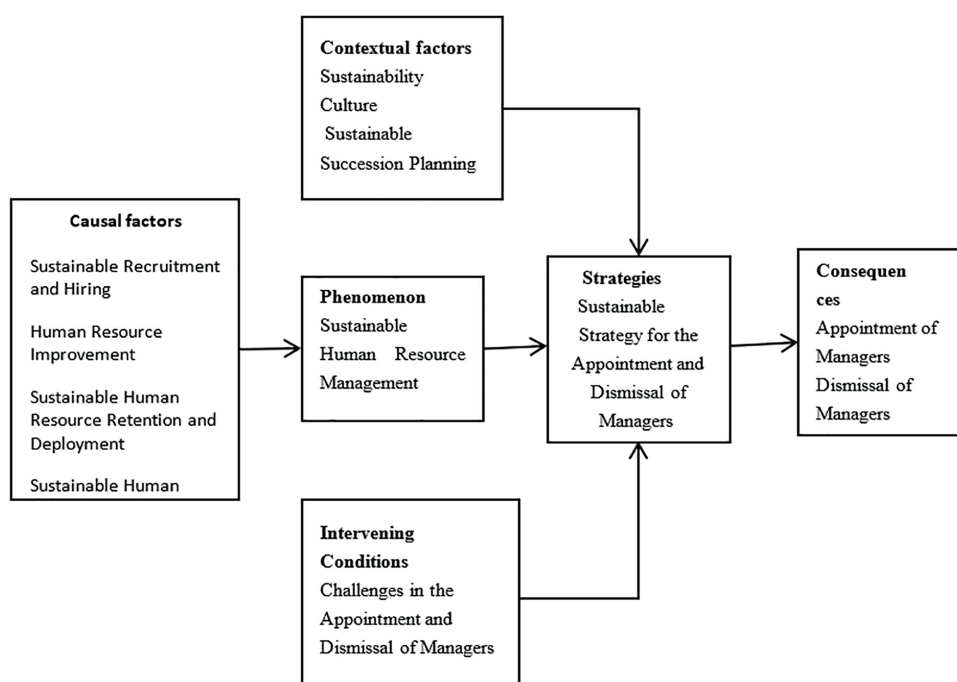 Contextual factors
Sustainability
Culture
Sustainable
Succession Planning
Causal factors
Sustainable Recruitment
and Hiring
Human Resource
Improvement
Sustainable Human
Resource Retention and
Deployment
Sustainable Human
Phenomenon
Sustainable
Human Resource
Management
Strategies
Sustainable
Strategy for the
Appointment and
Dismissal of
Managers
Consequen
ces
Appointment of
Managers
Dismissal of
Managers
Intervening
Conditions
Challenges in the
Appointment and
Dismissal of Managers